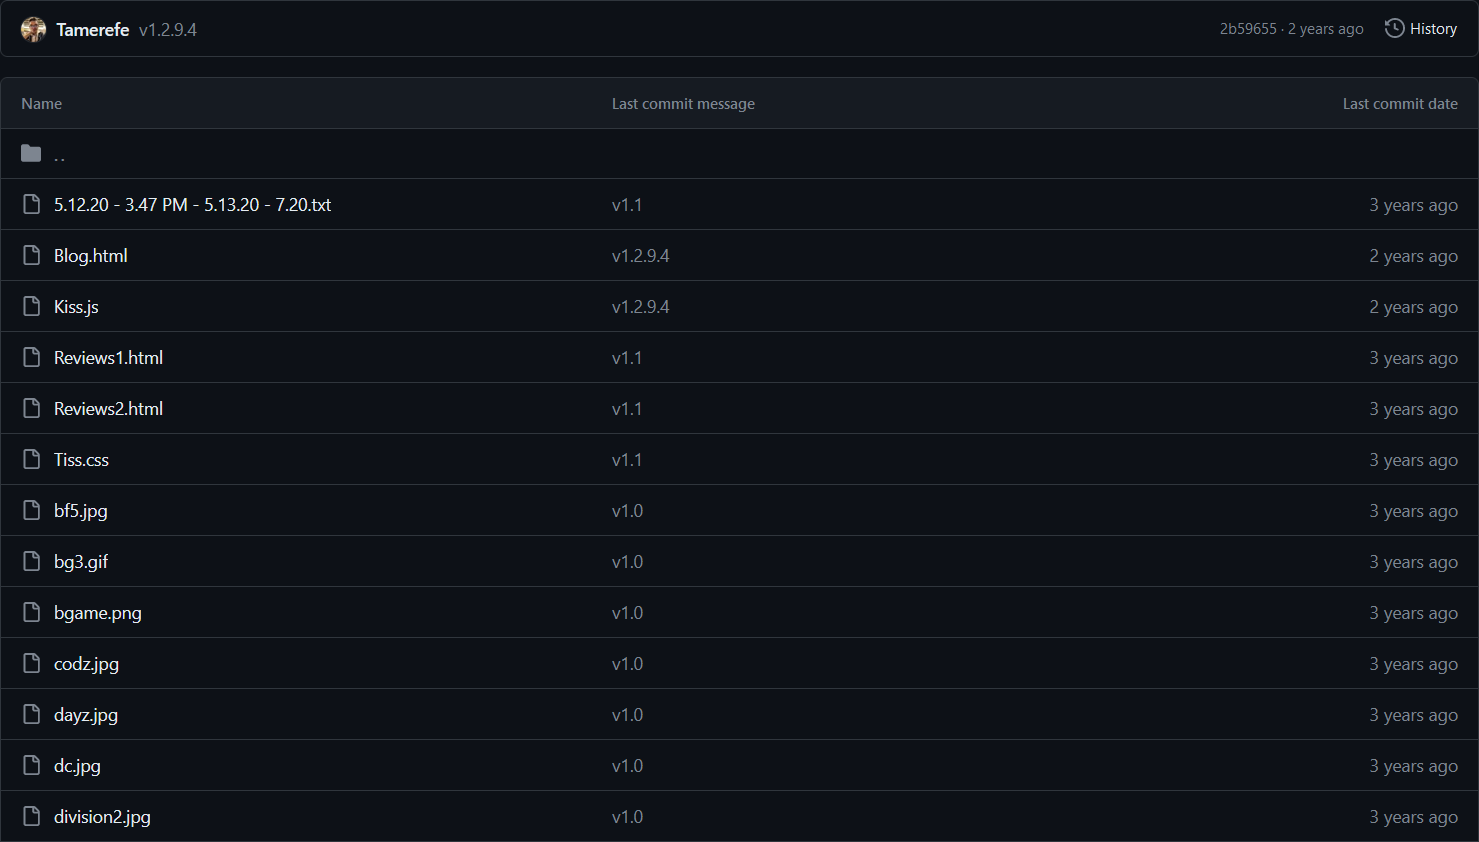 Tamerefe v1.2.9.4 2b59655 · 2 years ago History
Name Last commit message Last commit date
..
5.12.20 - 3.47 PM - 5.13.20 - 7.20.txt v1.1 3 years ago
Blog.html v1.2.9.4 2 years ago
Kiss.js v1.2.9.4 2 years ago
Reviews1.html v1.1 3 years ago
Reviews2.html v1.1 3 years ago
Tiss.css v1.1 3 years ago
bf5.jpg v1.0 3 years ago
bg3.gif v1.0 3 years ago
bgame.png v1.0 3 years ago
codz.jpg v1.0 3 years ago
dayz.jpg v1.0 3 years ago
dc.jpg v1.0 3 years ago
division2.jpg v1.0 3 years ago